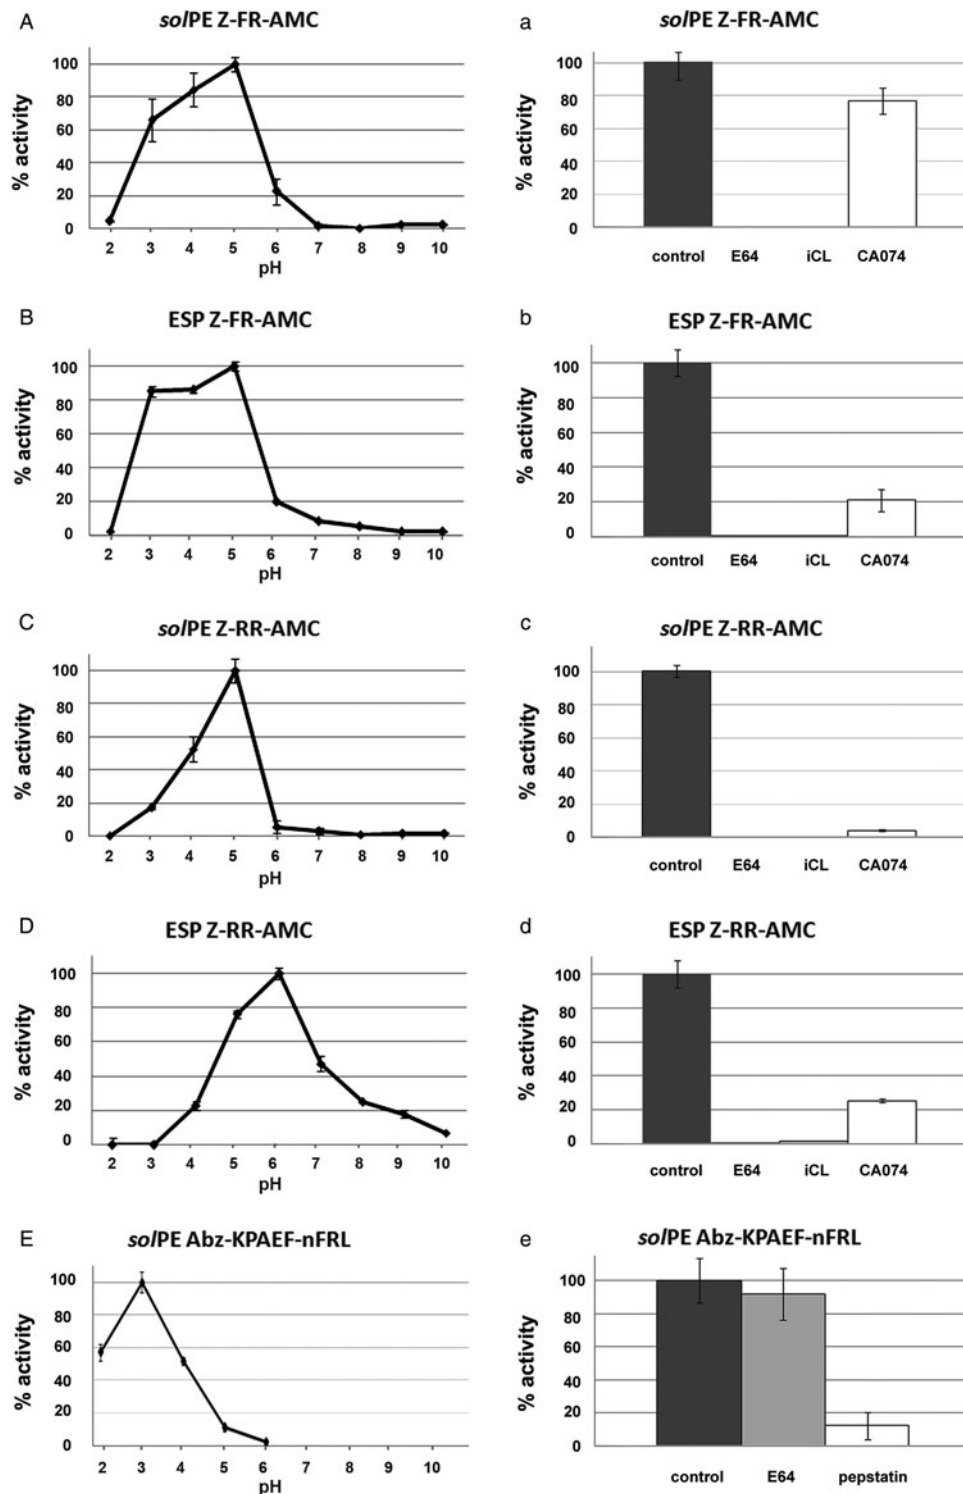 A
solPE Z-FR-AMC
% activity
100
80
60
40
20
0
2 3 4 5 6 7 8 9 10
pH
a
solPE Z-FR-AMC
% activity
100
80
60
40
20
0
control E64 iCL CA074
B
ESP Z-FR-AMC
% activity
100
80
60
40
20
0
2 3 4 5 6 7 8 9 10
pH
b
ESP Z-FR-AMC
% activity
100
80
60
40
20
0
control E64 iCL CA074
C
solPE Z-RR-AMC
% activity
100
80
60
40
20
0
2 3 4 5 6 7 8 9 10
pH
c
solPE Z-RR-AMC
% activity
100
80
60
40
20
0
control E64 iCL CA074
D
ESP Z-RR-AMC
% activity
100
80
60
40
20
0
2 3 4 5 6 7 8 9 10
pH
d
ESP Z-RR-AMC
% activity
100
80
60
40
20
0
control E64 iCL CA074
E
solPE Abz-KPAEF-nFRL
% activity
100
80
60
40
20
0
2 3 4 5 6 7 8 9 10
pH
e
solPE Abz-KPAEF-nFRL
% activity
100
80
60
40
20
0
control E64 pepstatin